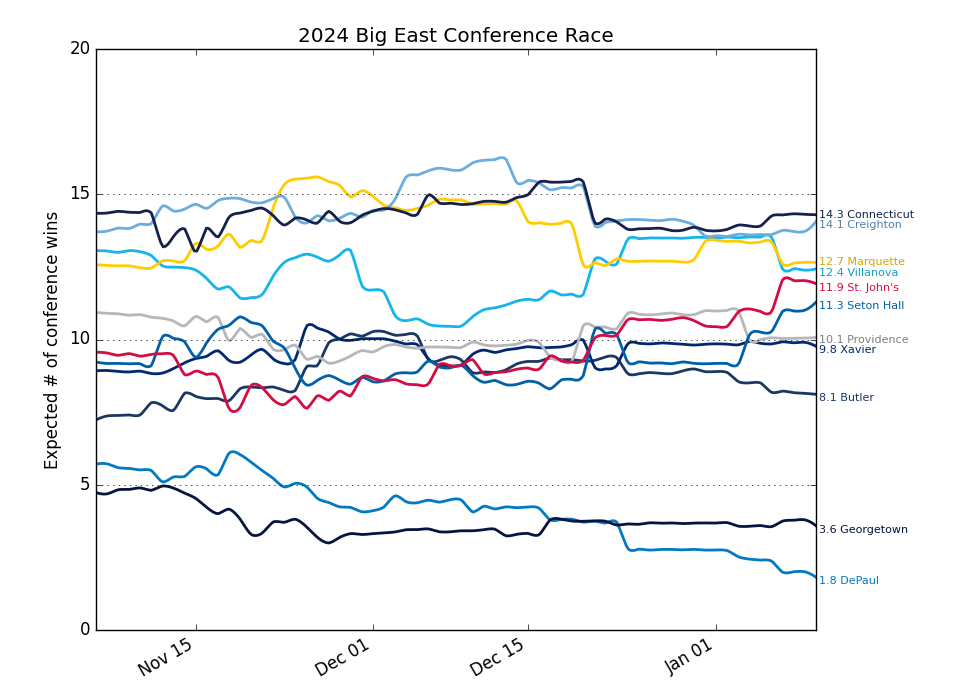 2024 Big East Conference Race
Expected # of conference wins
20
15
10
5
0
Nov 15
Dec 01
Dec 15
Jan 01
14.3 Connecticut
14.1 Creighton
12.7 Marquette
12.4 Villanova
11.9 St. John's
11.3 Seton Hall
10.1 Providence
9.8 Xavier
8.1 Butler
3.6 Georgetown
1.8 DePaul